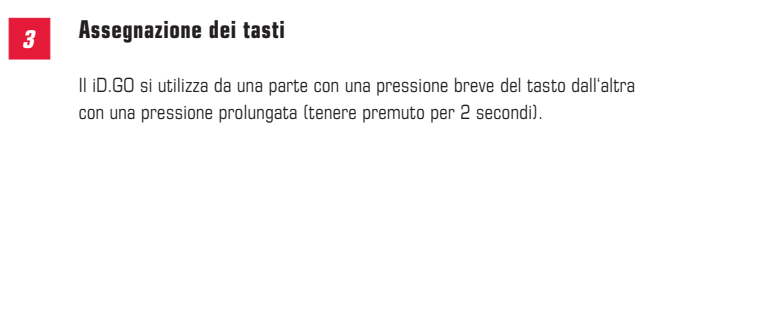 3
Assegnazione dei tasti
Il iD.GO si utilizza da una parte con una pressione breve del tasto dall'altra
con una pressione prolungata (tenere premuto per 2 secondi).